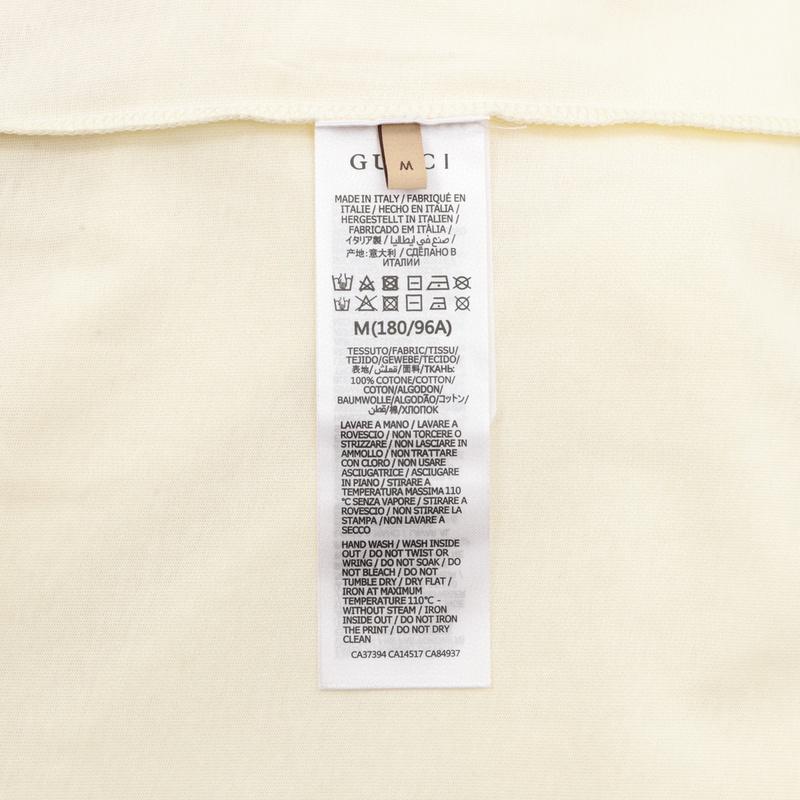 GUCCI
M
MADE IN ITALY / FABRIQUÉ EN
ITALIE / HECHO EN ITALIA /
HERGESTELLT IN ITALIEN /
FABRICADO EM ITÁLIA /
イタリア製 / صنع في ايطاليا /
产地：意大利 / СДЕЛАНО В
ИТАЛИИ
M(180/96A)
TESSUTO/FABRIC/TISSU/
TEJIDO/GEWEBE/TECIDO/
表地/قماش/面料/ТКАНЬ:
100% COTONE/COTTON/
COTON/ALGODON/
BAUMWOLLE/ALGODÃO/コットン/
قطن/棉/ХЛОПОК
LAVARE A MANO / LAVARE A
ROVESCIO / NON TORCERE O
STRIZZARE / NON LASCIARE IN
AMMOLLO / NON TRATTARE
CON CLORO / NON USARE
ASCIUGATRICE / ASCIUGARE
IN PIANO / STIRARE A
TEMPERATURA MASSIMA 110
°C SENZA VAPORE / STIRARE A
ROVESCIO / NON STIRARE LA
STAMPA /NON LAVARE A
SECCO
HAND WASH / WASH INSIDE
OUT / DO NOT TWIST OR
WRING / DO NOT SOAK / DO
NOT BLEACH / DO NOT
TUMBLE DRY / DRY FLAT /
IRON AT MAXIMUM
TEMPERATURE 110°C -
WITHOUT STEAM / IRON
INSIDE OUT / DO NOT IRON
THE PRINT / DO NOT DRY
CLEAN
CA37394 CA14517 CA84937